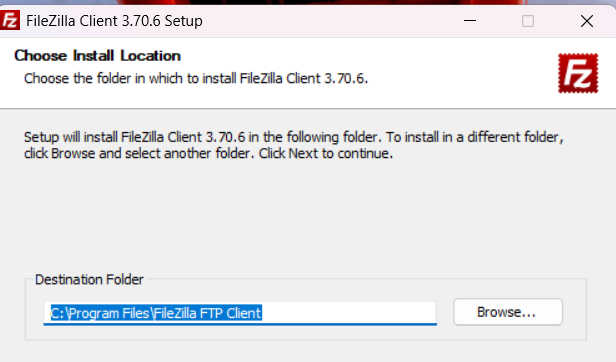 FileZilla Client 3.70.6 Setup
Choose Install Location
Choose the folder in which to install FileZilla Client 3.70.6.
Fz
Setup will install FileZilla Client 3.70.6 in the following folder. To install in a different folder,
click Browse and select another folder. Click Next to continue.
Destination Folder
C:\Program Files\FileZilla FTP Client
Browse...